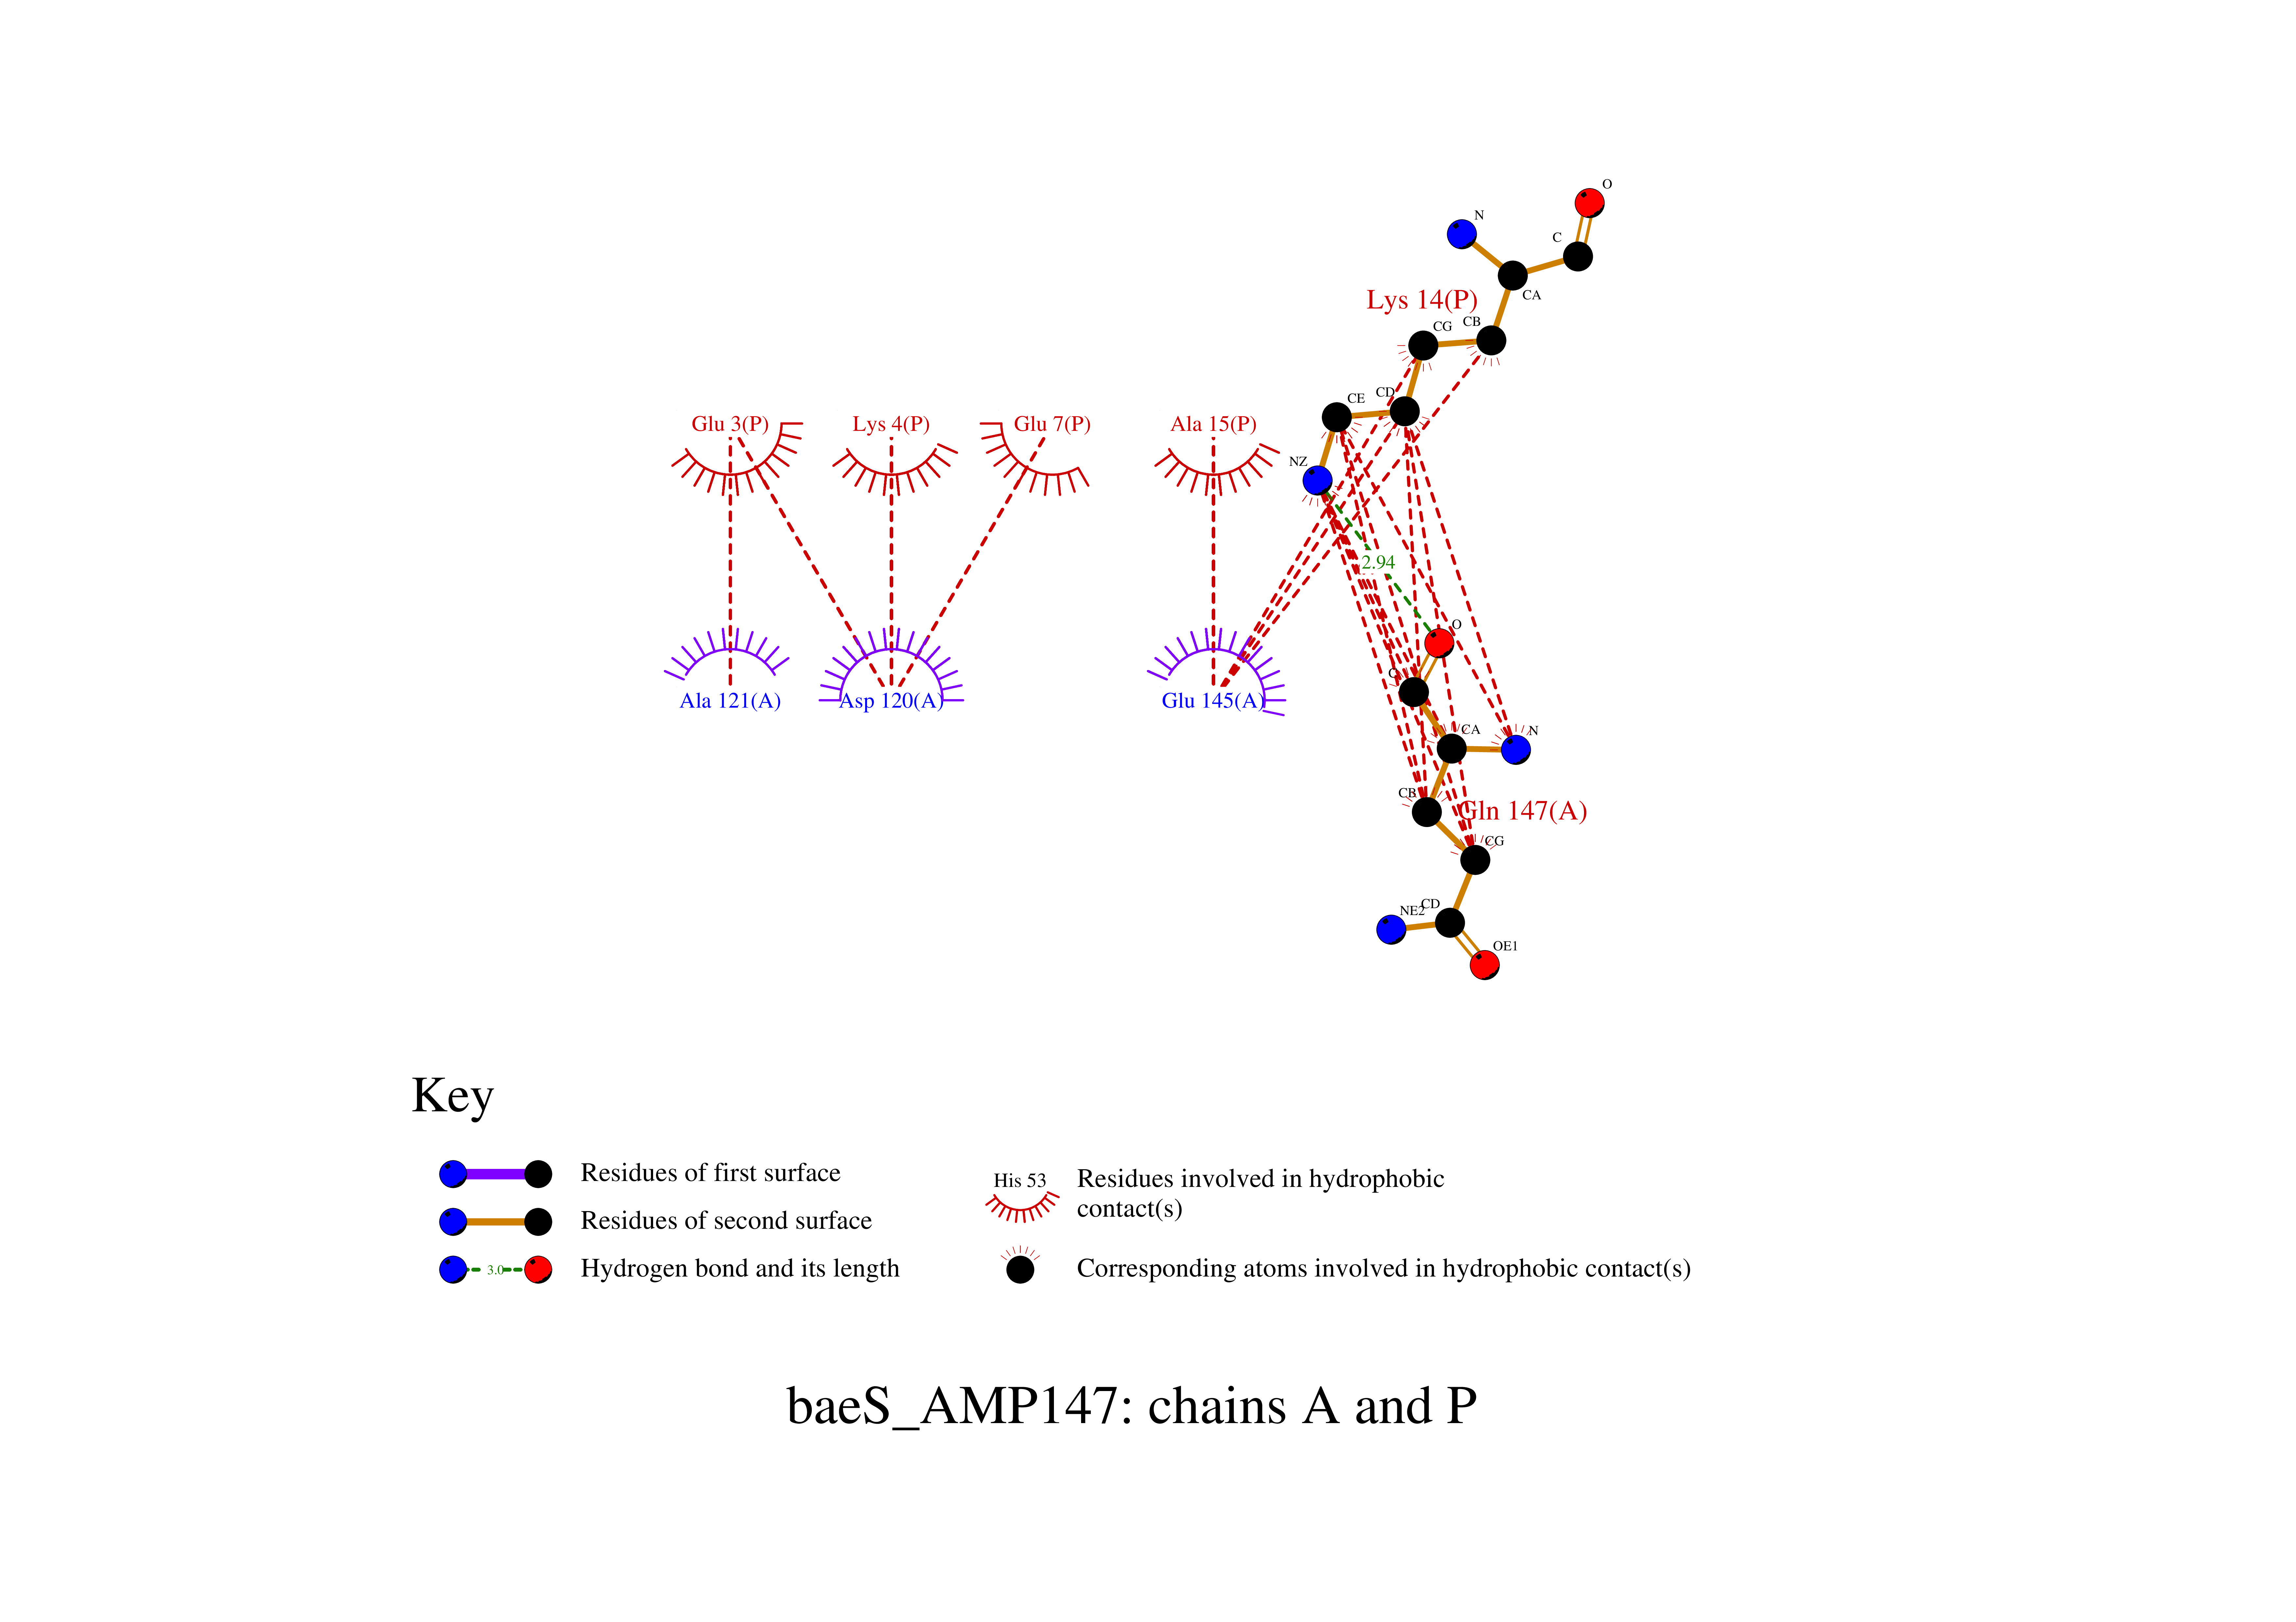 O
N
C
CA
Lys 14(P)
CG
CB
CE
CD
NZ
Glu 3(P)
Lys 4(P)
Glu 7(P)
Ala 15(P)
2.94
O
C
CA
N
Ala 121(A)
Asp 120(A)
Glu 145(A)
CB
Gln 147(A)
CG
NE2
CD
OE1
Key
Residues of first surface
Residues of second surface
3.0
Hydrogen bond and its length
His 53
Residues involved in hydrophobic
contact(s)
Corresponding atoms involved in hydrophobic contact(s)
baeS_AMP147: chains A and P